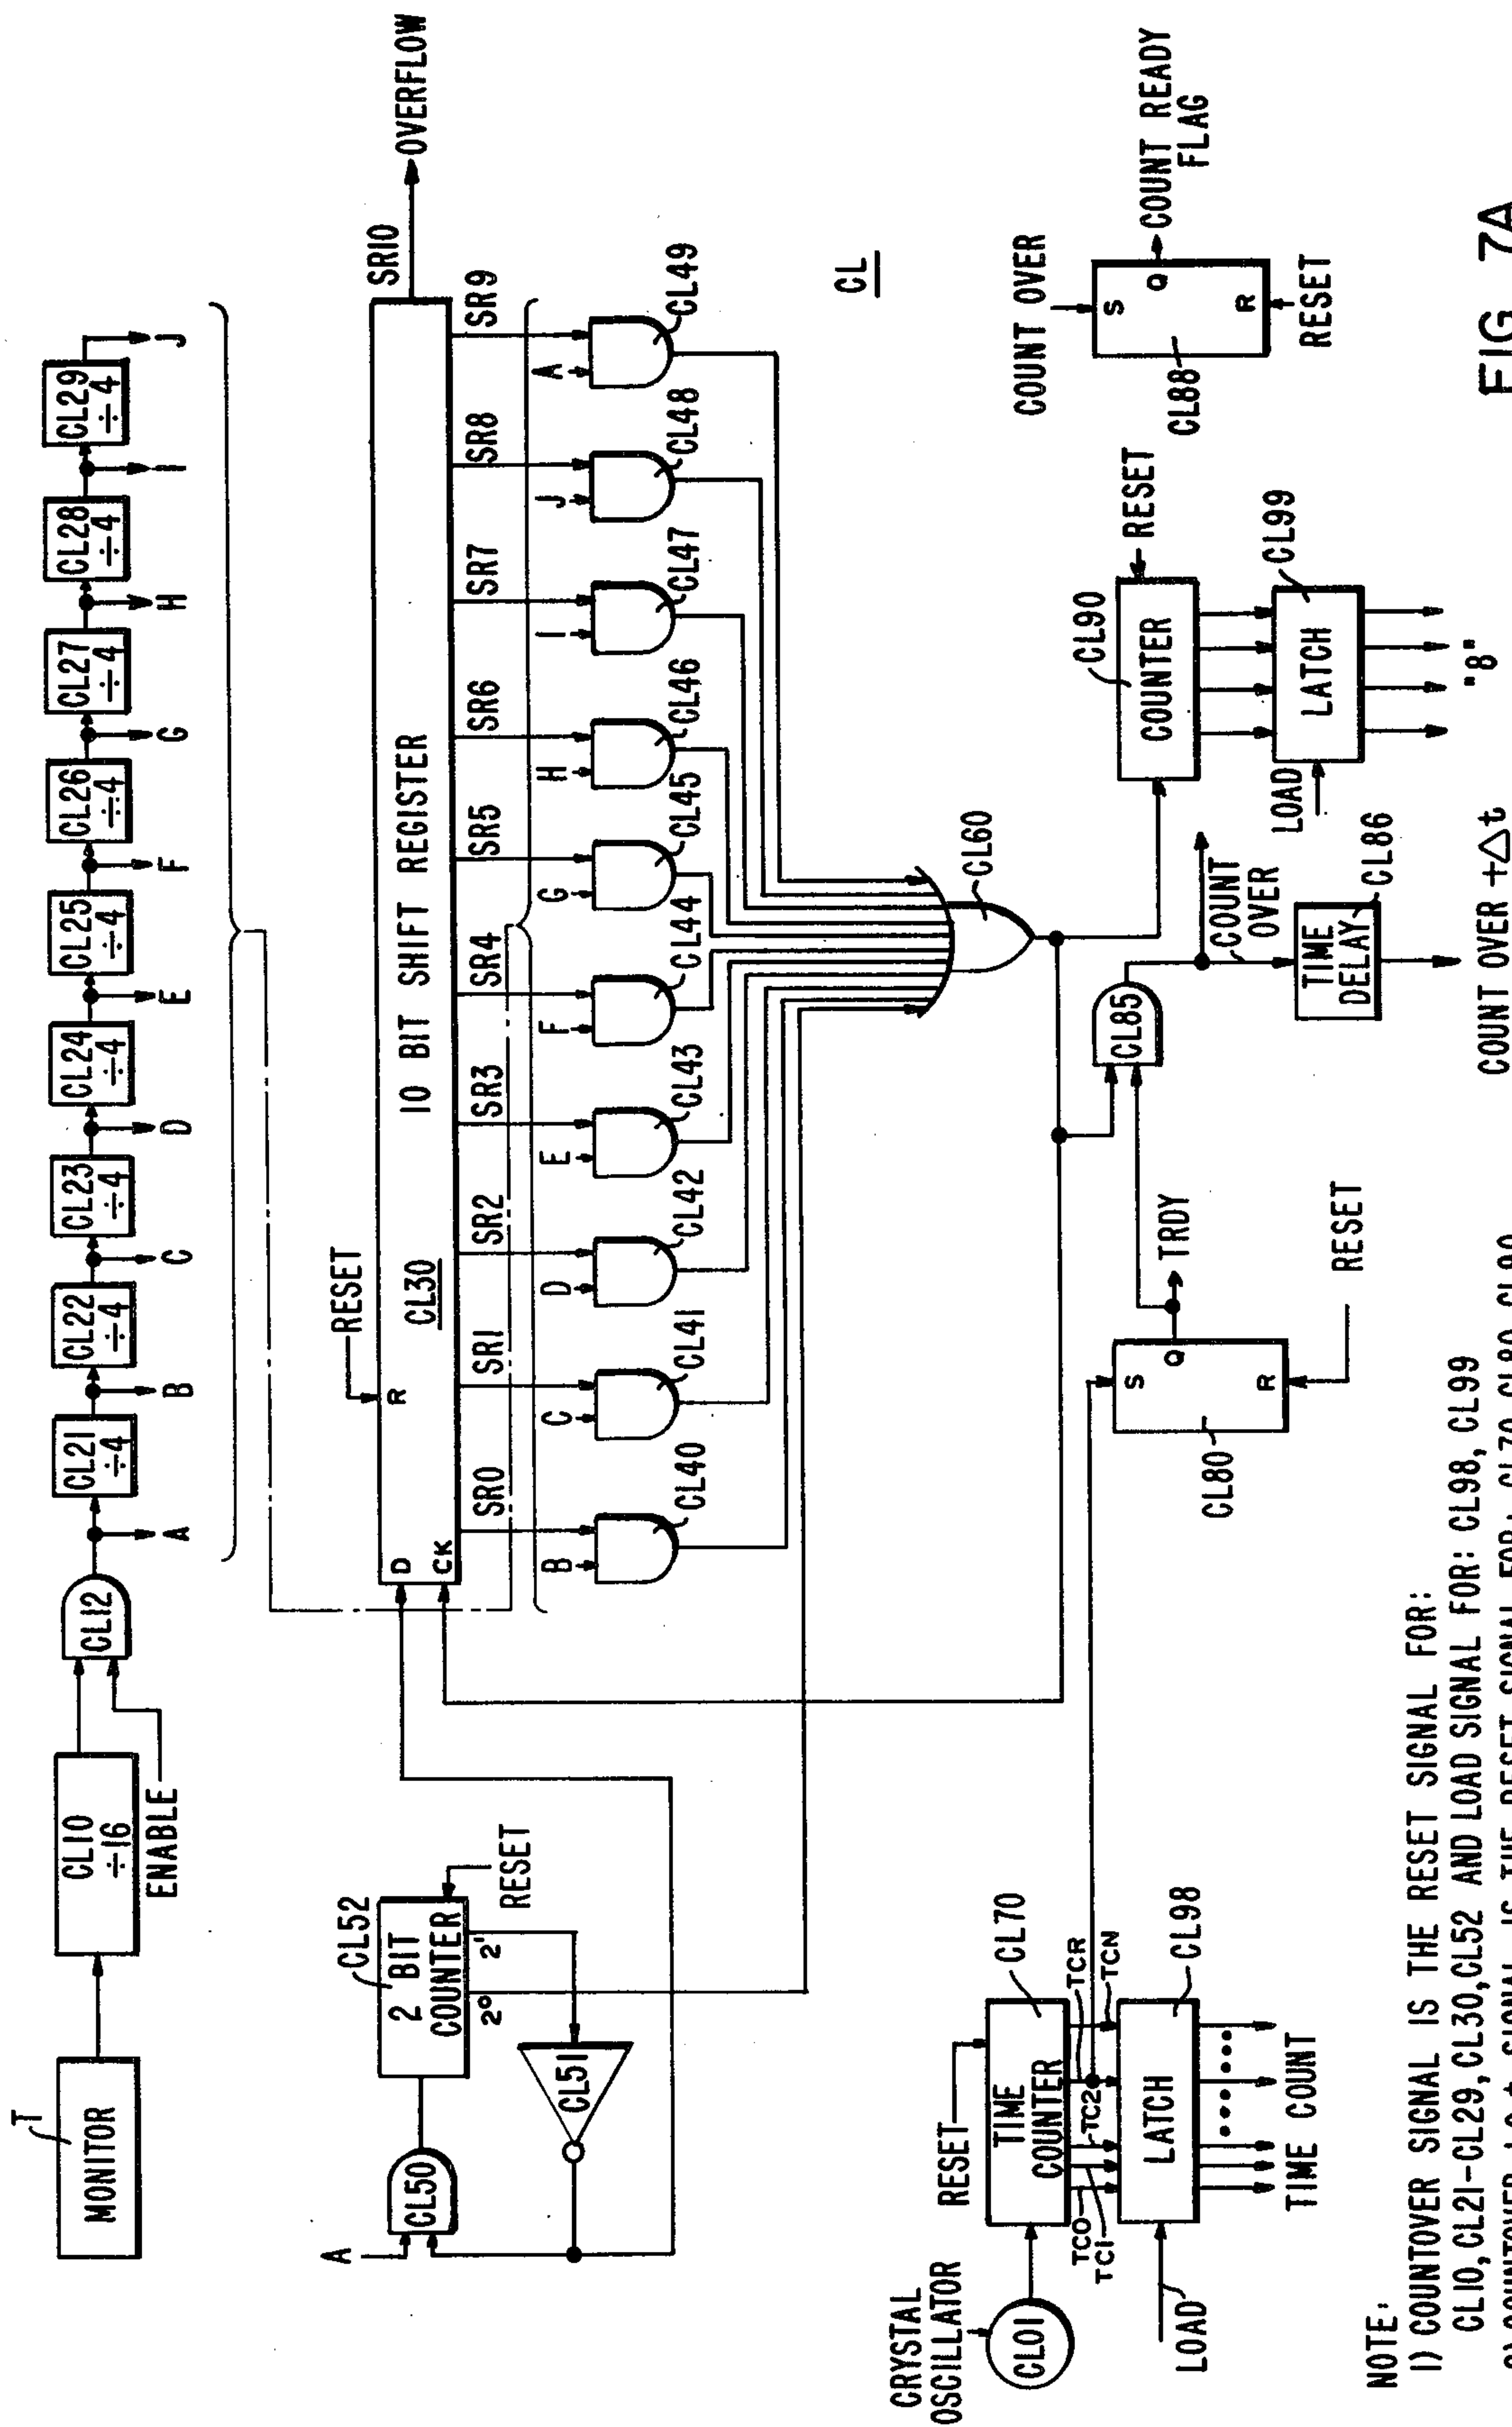 T
MONITOR
CL10
÷16
ENABLE
CL12
A
CL21
÷4
B
CL22
÷4
C
CL23
÷4
D
CL24
÷4
E
CL25
÷4
F
CL26
÷4
G
CL27
÷4
H
CL28
÷4
I
CL29
÷4
J
RESET
R
D
CK
CL30
10 BIT SHIFT REGISTER
SR10
OVERFLOW
SR0
SR1
SR2
SR3
SR4
SR5
SR6
SR7
SR8
SR9
B
CL40
C
CL41
D
CL42
E
CL43
F
CL44
G
CL45
H
CL46
I
CL47
J
CL48
A
CL49
A
CL50
CL51
CL52
2 BIT
COUNTER
2⁰
2'
RESET
CL60
CL
CRYSTAL
OSCILLATOR
CL01
RESET
TIME
COUNTER
CL70
TC0
TC1
TC2
TCR
TCN
LOAD
LATCH
CL98
TIME COUNT
S
Q
R
CL80
TRDY
RESET
CL85
COUNT
OVER
TIME
DELAY
CL86
COUNT OVER +Δt
CL90
COUNTER
RESET
LOAD
LATCH
CL99
"8"
COUNT OVER
S
Q
R
CL88
COUNT READY
FLAG
RESET
NOTE:
1) COUNTOVER SIGNAL IS THE RESET SIGNAL FOR:
CL10, CL21-CL29, CL30, CL52 AND LOAD SIGNAL FOR: CL98, CL99
FIG. 7A